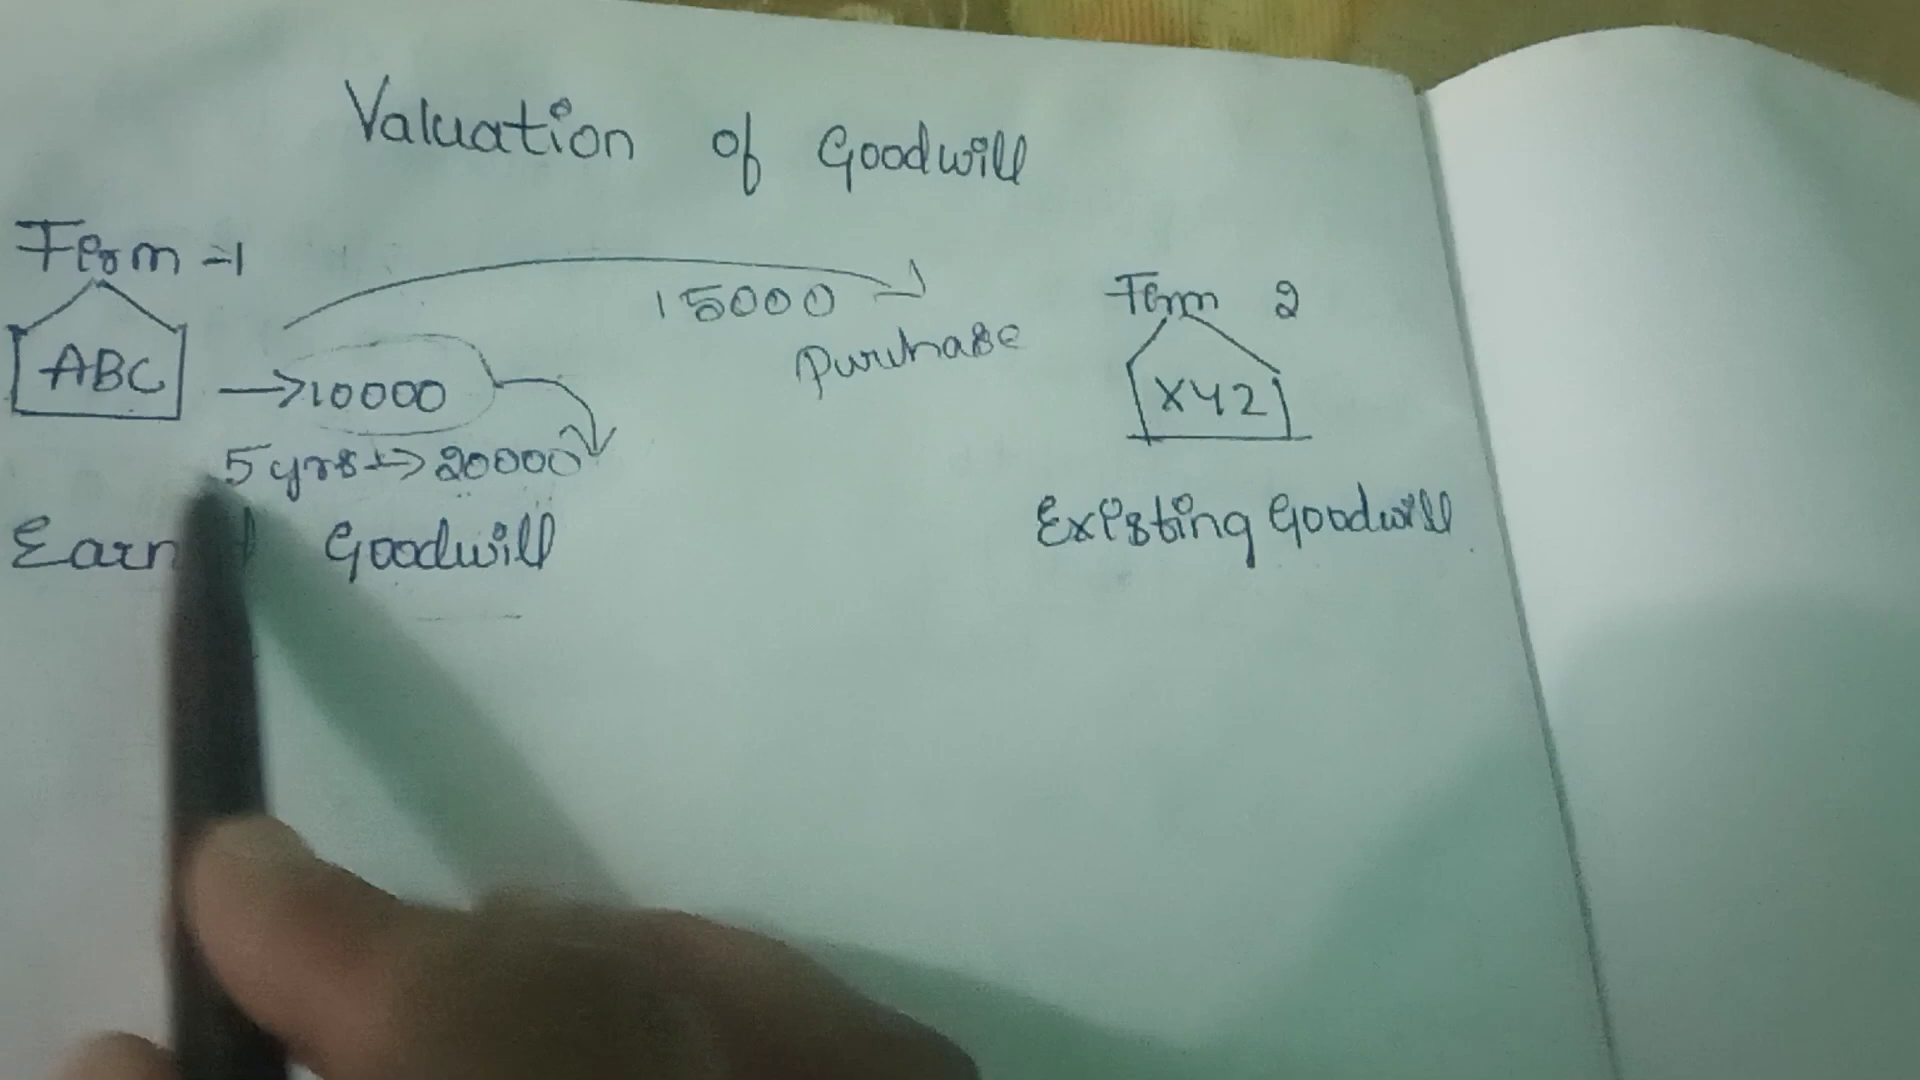 Valuation of Goodwill
Firm -1
ABC
→ 10000
5 yrs → 20000
Goodwill
15000
Purchase
Firm 2
XYZ
Existing Goodwill